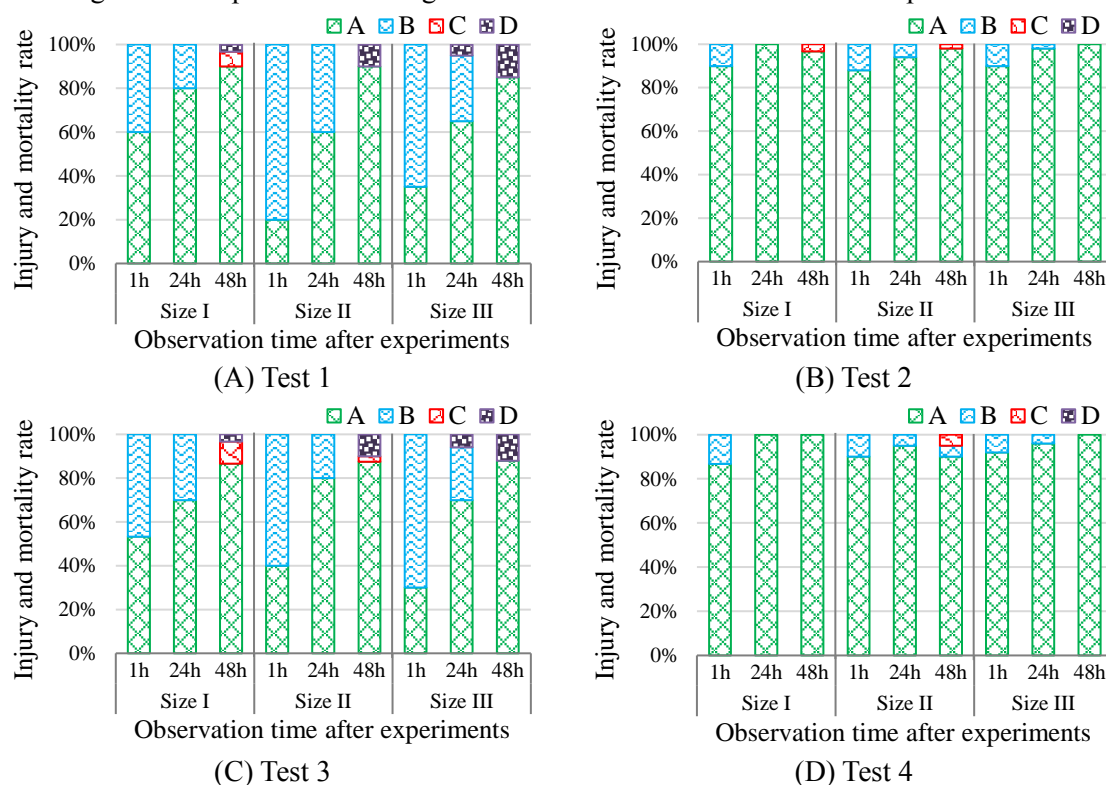 A B C D
Injury and mortality rate
100%
80%
60%
40%
20%
0%
1h 24h 48h 1h 24h 48h 1h 24h 48h
Size I Size II Size III
Observation time after experiments
(A) Test 1
A B C D
Injury and mortality rate
100%
80%
60%
40%
20%
0%
1h 24h 48h 1h 24h 48h 1h 24h 48h
Size I Size II Size III
Observation time after experiments
(B) Test 2
A B C D
Injury and mortality rate
100%
80%
60%
40%
20%
0%
1h 24h 48h 1h 24h 48h 1h 24h 48h
Size I Size II Size III
Observation time after experiments
(C) Test 3
A B C D
Injury and mortality rate
100%
80%
60%
40%
20%
0%
1h 24h 48h 1h 24h 48h 1h 24h 48h
Size I Size II Size III
Observation time after experiments
(D) Test 4